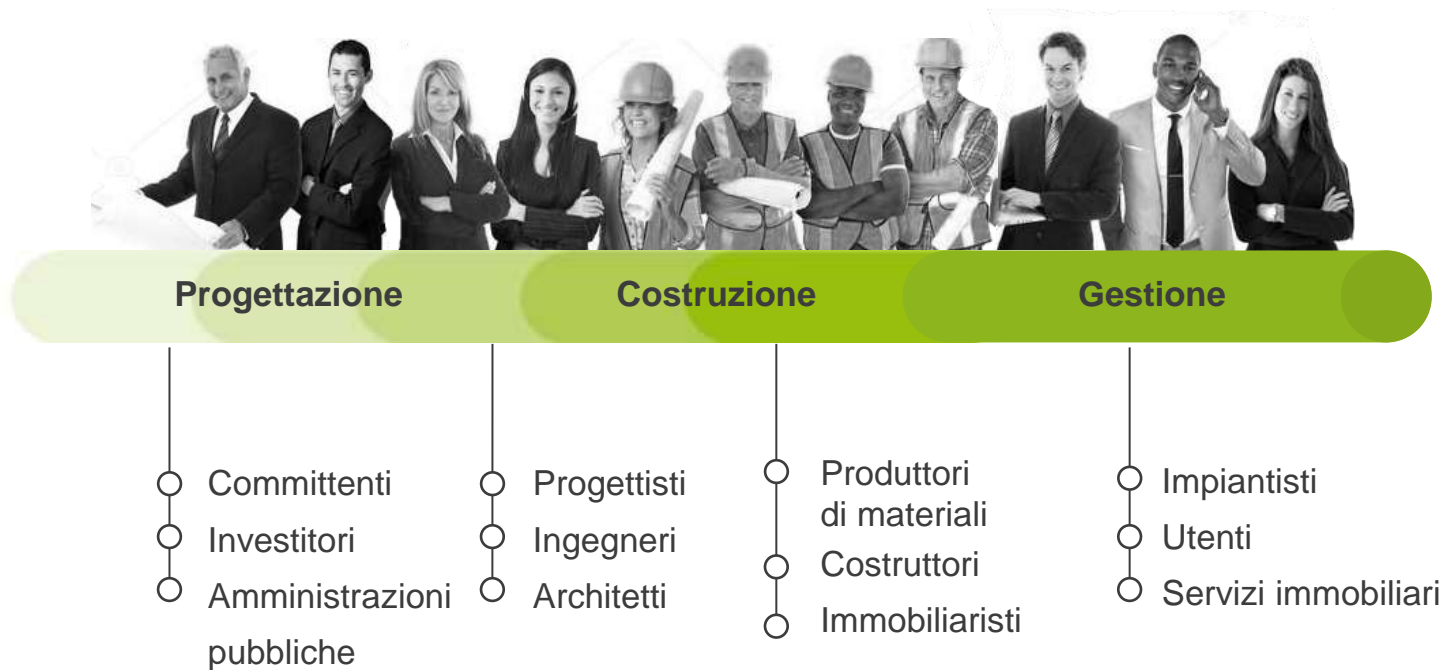 Progettazione
Costruzione
Gestione
Committenti
Investitori
Amministrazioni
pubbliche
Progettisti
Ingegneri
Architetti
Produttori
di materiali
Costruttori
Immobiliaristi
Impiantisti
Utenti
Servizi immobiliari